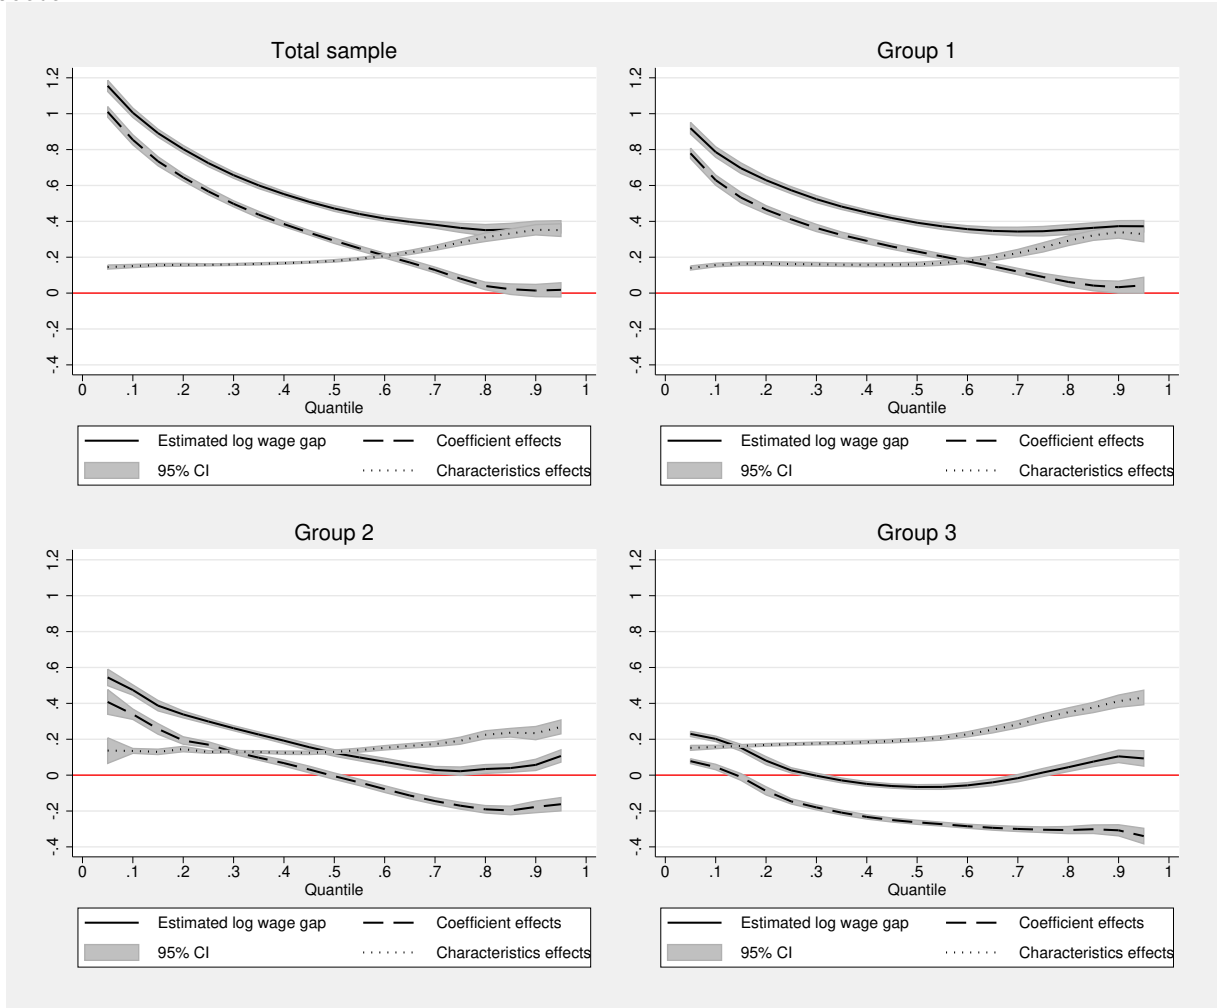 Total sample
1.2
1
.8
.6
.4
.2
0
-.2
-.4
0 .1 .2 .3 .4 .5 .6 .7 .8 .9 1
Quantile
Estimated log wage gap Coefficient effects
95% CI Characteristics effects
Group 1
1.2
1
.8
.6
.4
.2
0
-.2
-.4
0 .1 .2 .3 .4 .5 .6 .7 .8 .9 1
Quantile
Estimated log wage gap Coefficient effects
95% CI Characteristics effects
Group 2
1.2
1
.8
.6
.4
.2
0
-.2
-.4
0 .1 .2 .3 .4 .5 .6 .7 .8 .9 1
Quantile
Estimated log wage gap Coefficient effects
95% CI Characteristics effects
Group 3
1.2
1
.8
.6
.4
.2
0
-.2
-.4
0 .1 .2 .3 .4 .5 .6 .7 .8 .9 1
Quantile
Estimated log wage gap Coefficient effects
95% CI Characteristics effects